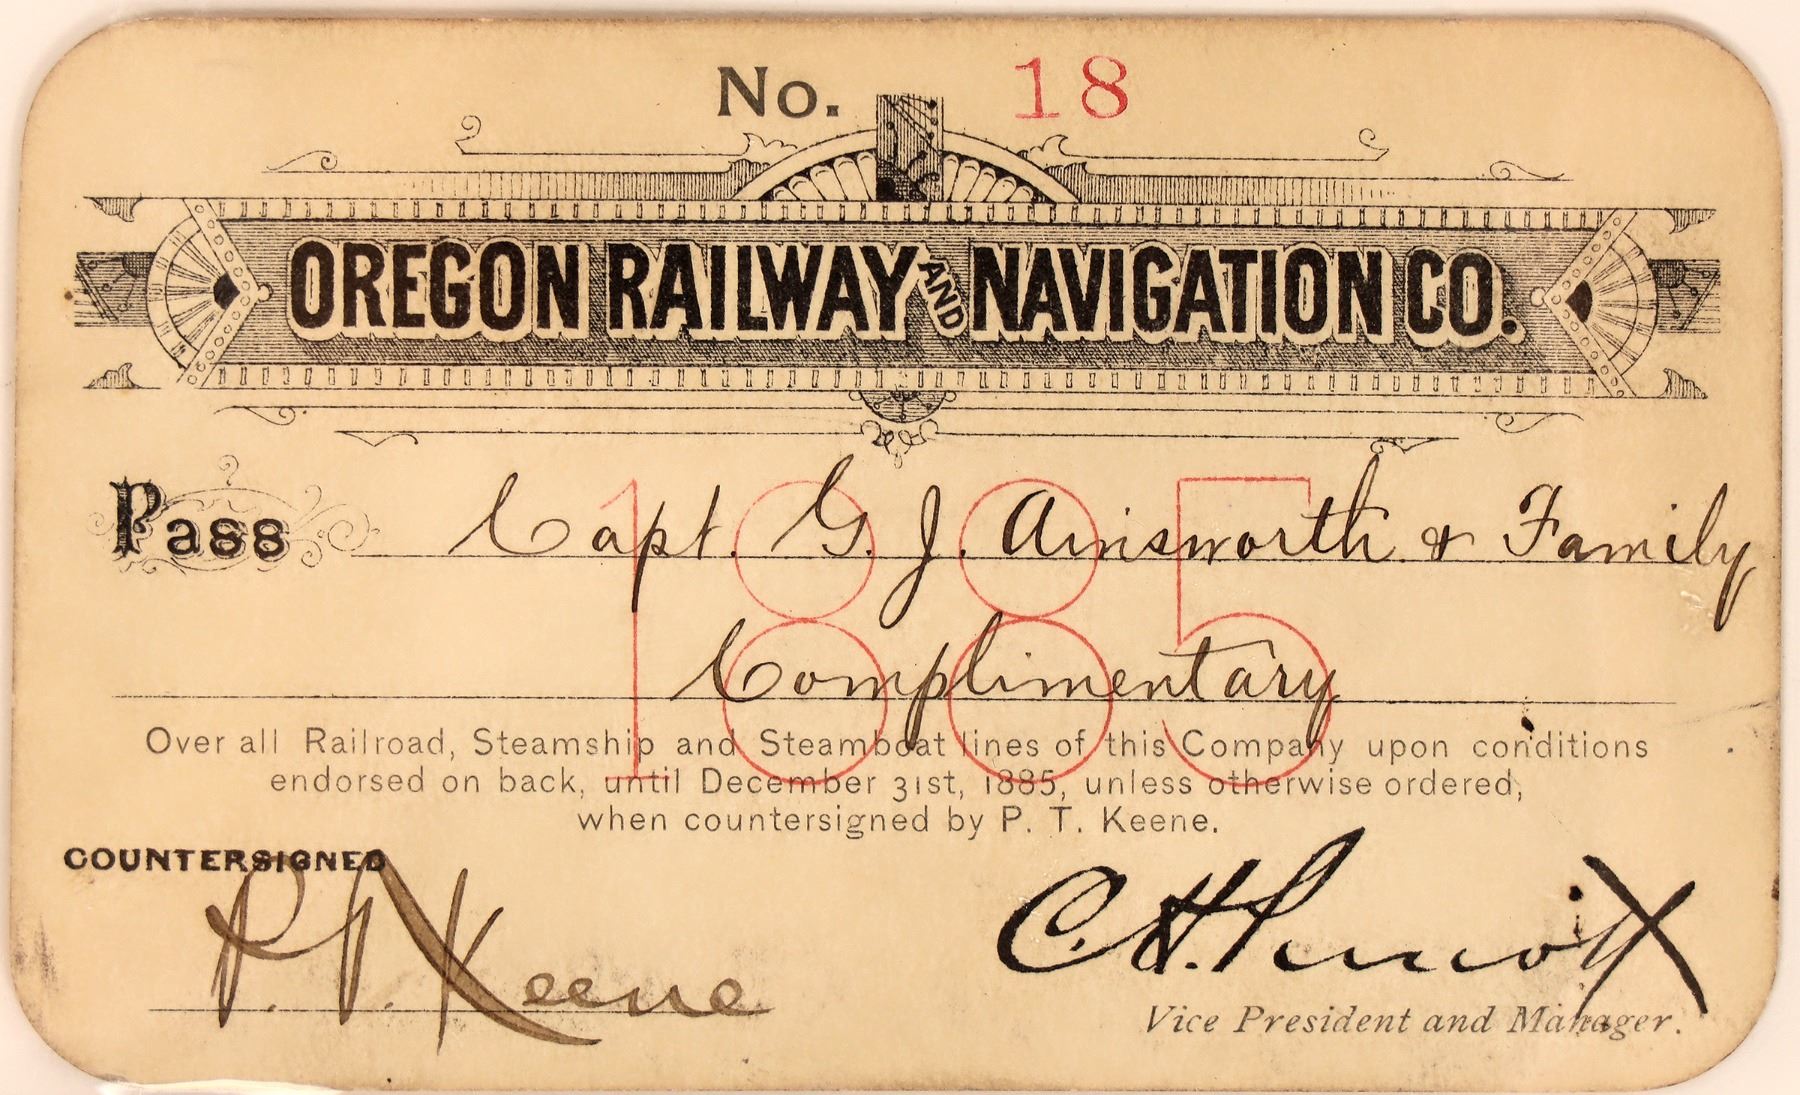 No. 18
OREGON RAILWAY AND NAVIGATION CO.
Pass Capt. G. J. Ainsworth & Family
1885
Complimentary
Over all Railroad, Steamship and Steamboat lines of this Company upon conditions
endorsed on back, until December 31st, 1885, unless otherwise ordered,
when countersigned by P. T. Keene.
COUNTERSIGNED
P. T. Keene
C. H. Prescott
Vice President and Manager.